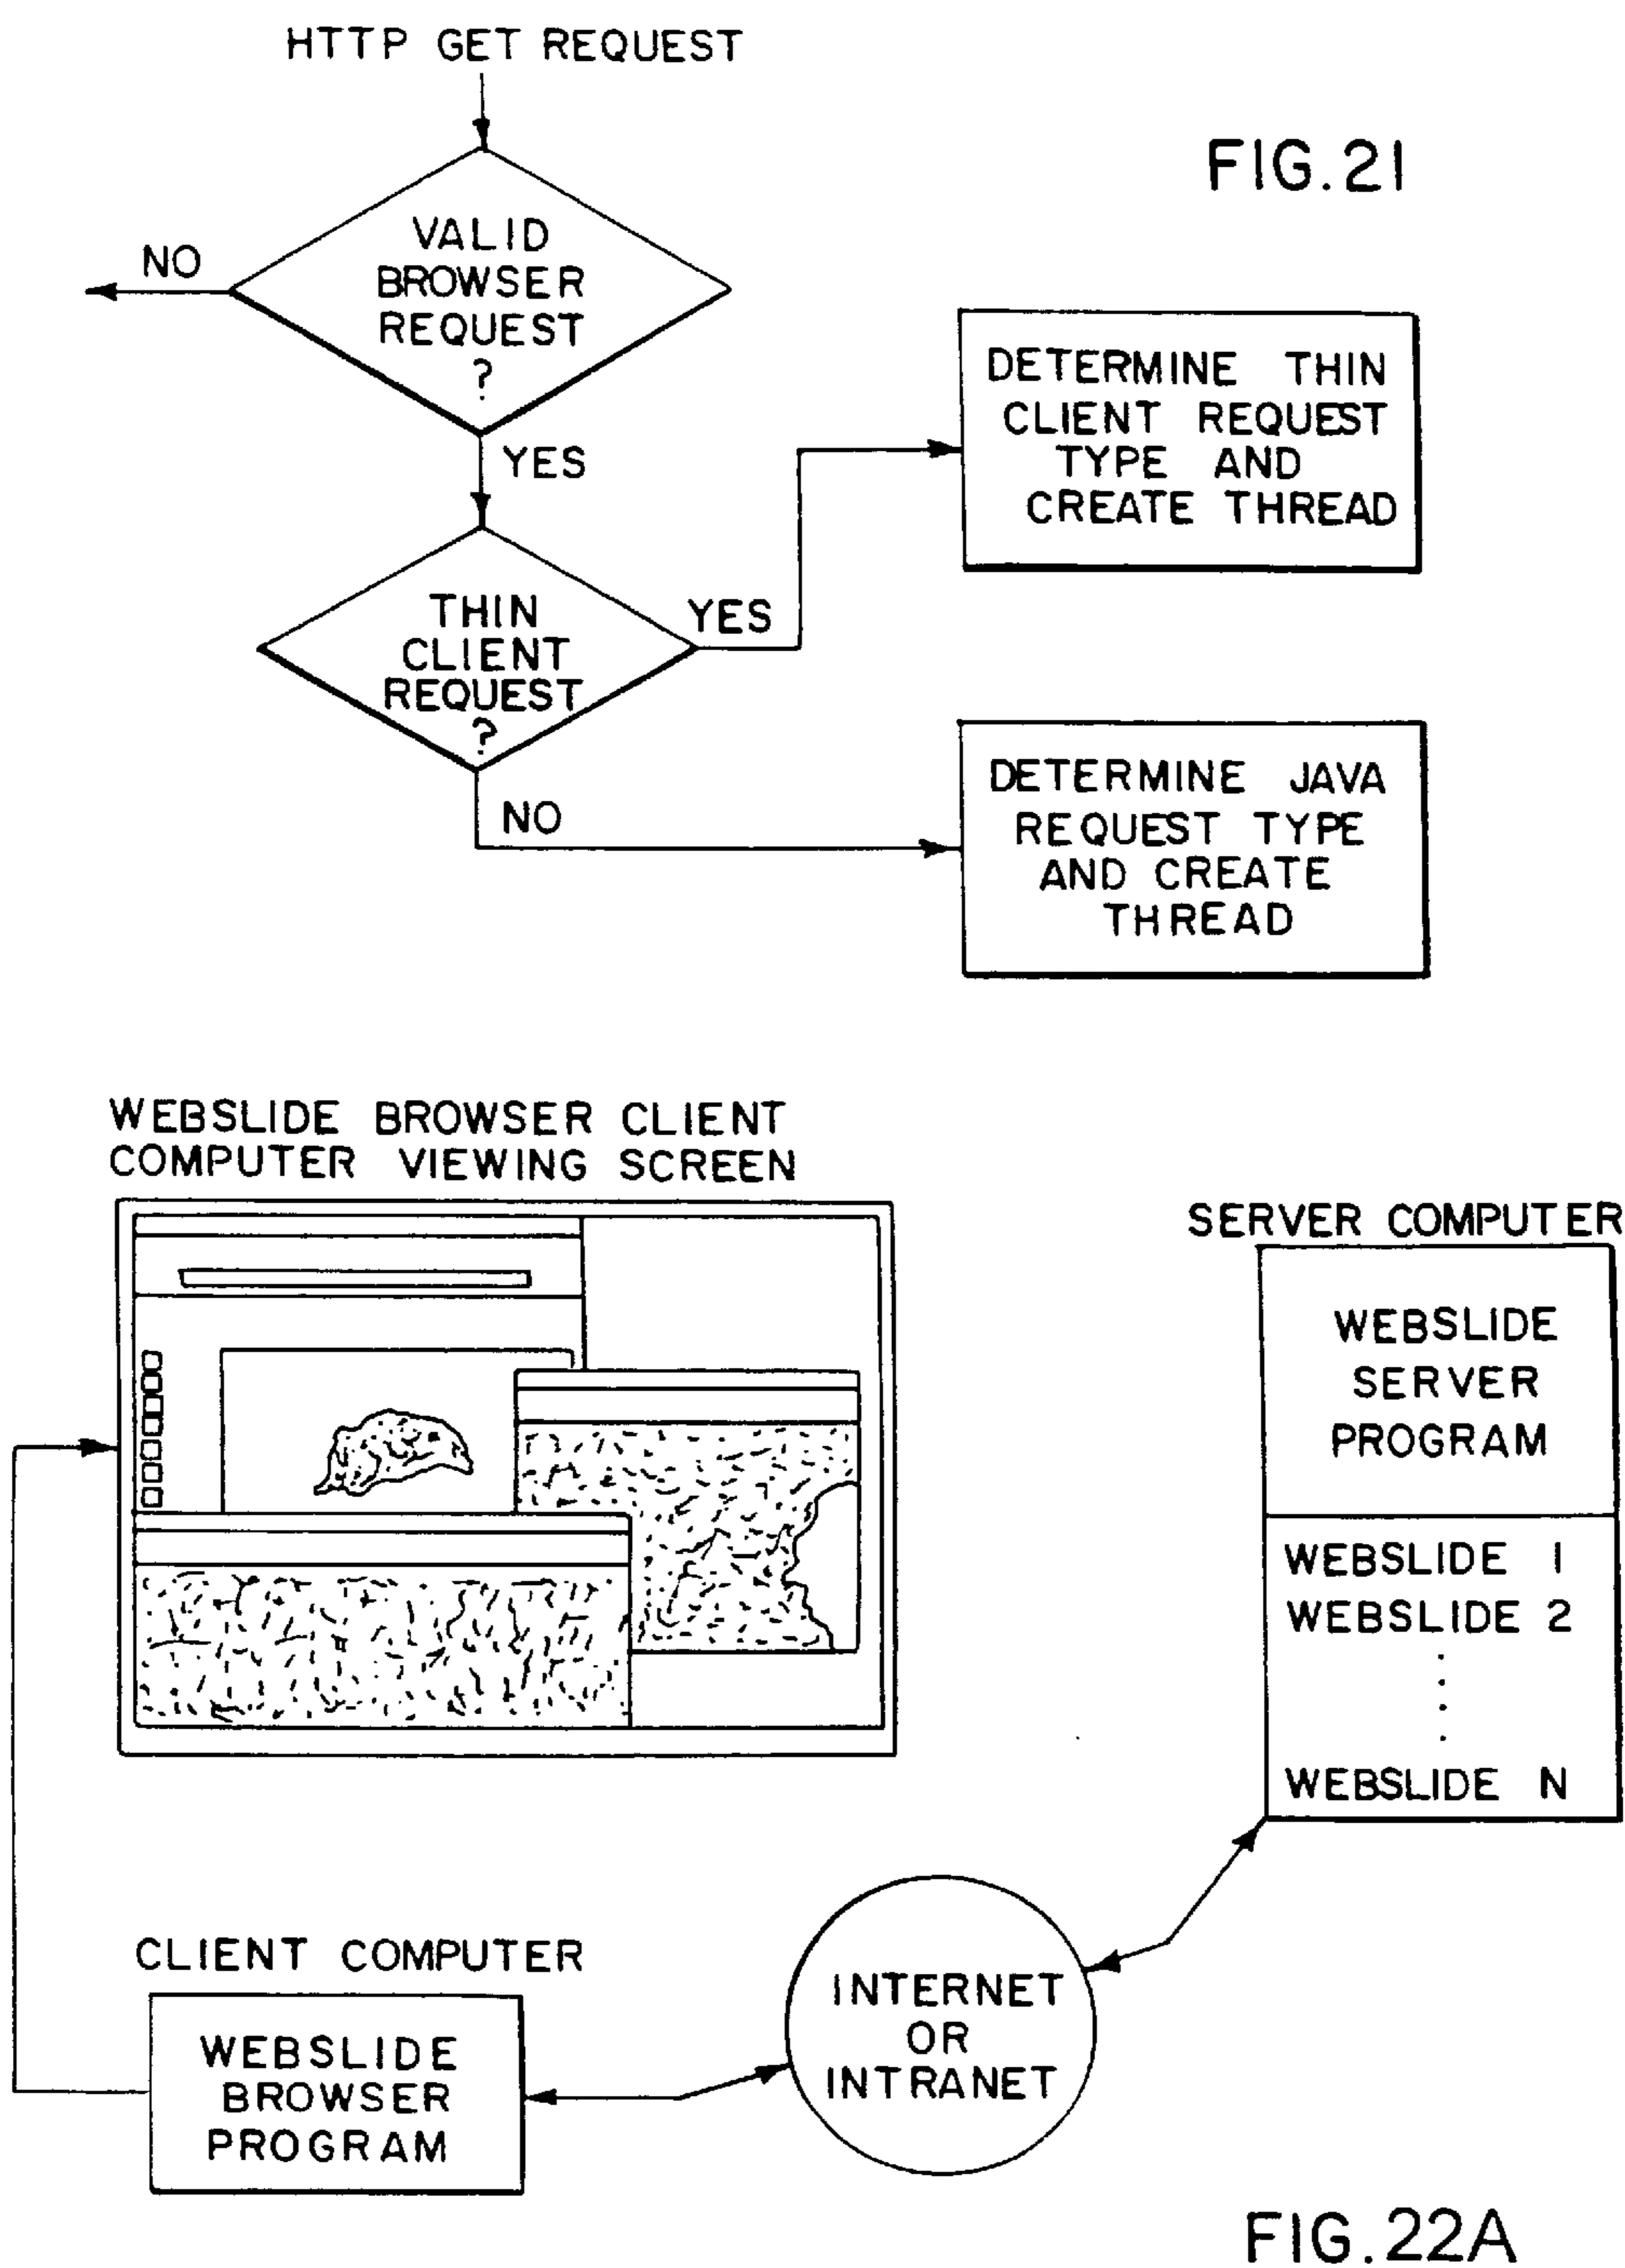 HTTP GET REQUEST
FIG.21
VALID
BROWSER
REQUEST
?
NO
YES
DETERMINE THIN
CLIENT REQUEST
TYPE AND
CREATE THREAD
THIN
CLIENT
REQUEST
?
YES
NO
DETERMINE JAVA
REQUEST TYPE
AND CREATE
THREAD
WEBSLIDE BROWSER CLIENT
COMPUTER VIEWING SCREEN
SERVER COMPUTER
WEBSLIDE
SERVER
PROGRAM
WEBSLIDE 1
WEBSLIDE 2
WEBSLIDE N
CLIENT COMPUTER
WEBSLIDE
BROWSER
PROGRAM
INTERNET
OR
INTRANET
FIG.22A